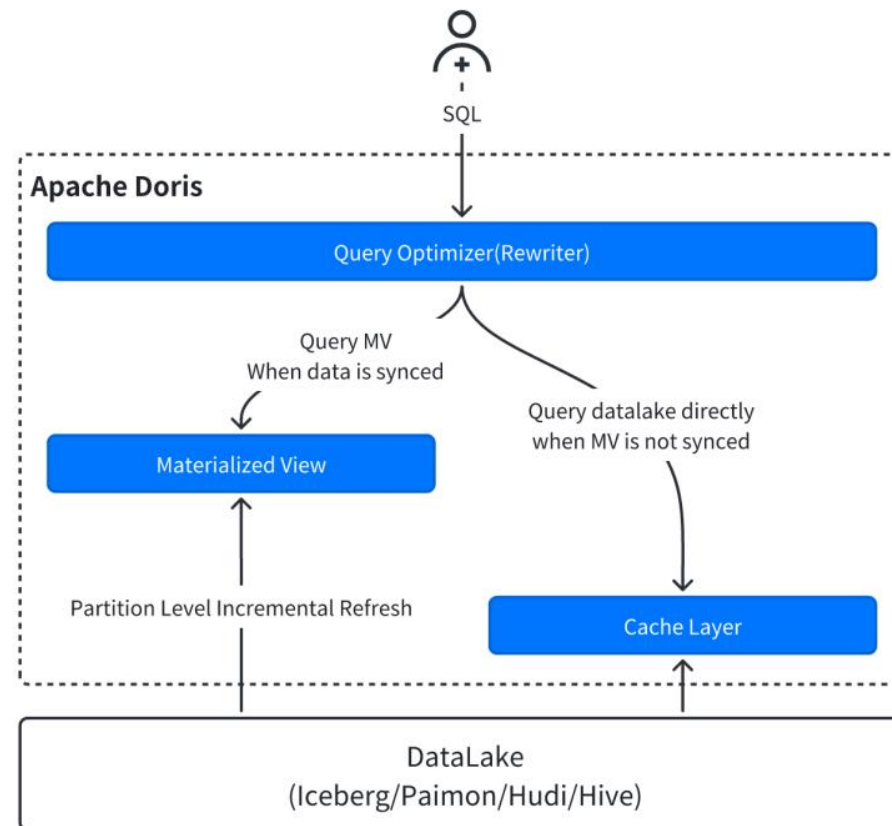 SQL
Apache Doris
Query Optimizer(Rewriter)
Query MV
When data is synced
Query datalake directly
when MV is not synced
Materialized View
Partition Level Incremental Refresh
Cache Layer
DataLake
(Iceberg/Paimon/Hudi/Hive)